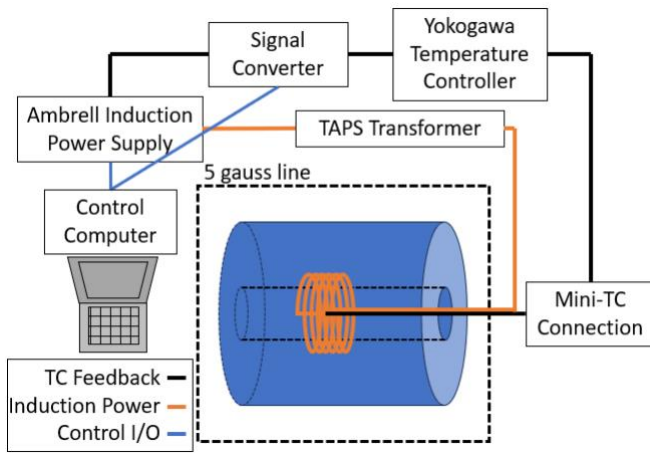 Signal
Converter
Yokogawa
Temperature
Controller
Ambrell Induction
Power Supply
TAPS Transformer
5 gauss line
Control
Computer
Mini-TC
Connection
TC Feedback
Induction Power
Control I/O